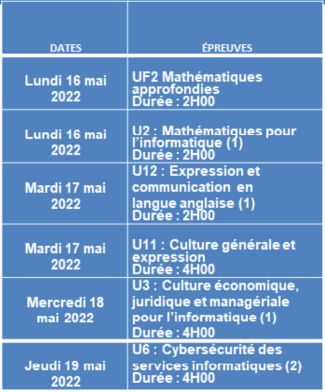 DATES
ÉPREUVES
Lundi 16 mai
2022
UF2 Mathématiques
approfondies
Durée : 2H00
Lundi 16 mai
2022
U2 : Mathématiques pour
l'informatique (1)
Durée : 2H00
Mardi 17 mai
2022
U12 : Expression et
communication en
langue anglaise (1)
Durée : 2H00
Mardi 17 mai
2022
U11 : Culture générale et
expression
Durée : 4H00
Mercredi 18
mai 2022
U3 : Culture économique,
juridique et managériale
pour l'informatique (1)
Durée : 4H00
Jeudi 19 mai
2022
U6 : Cybersécurité des
services informatiques (2)
Durée : 4H00